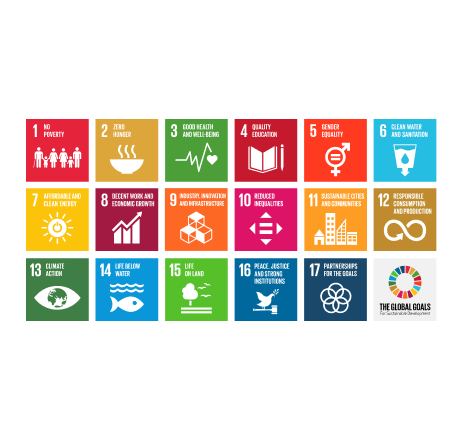 1 NO
POVERTY
2 ZERO
HUNGER
3 GOOD HEALTH
AND WELL-BEING
4 QUALITY
EDUCATION
5 GENDER
EQUALITY
6 CLEAN WATER
AND SANITATION
7 AFFORDABLE AND
CLEAN ENERGY
8 DECENT WORK AND
ECONOMIC GROWTH
9 INDUSTRY, INNOVATION
AND INFRASTRUCTURE
10 REDUCED
INEQUALITIES
11 SUSTAINABLE CITIES
AND COMMUNITIES
12 RESPONSIBLE
CONSUMPTION
AND PRODUCTION
13 CLIMATE
ACTION
14 LIFE BELOW
WATER
15 LIFE
ON LAND
16 PEACE, JUSTICE
AND STRONG
INSTITUTIONS
17 PARTNERSHIPS
FOR THE GOALS
THE GLOBAL GOALS
For Sustainable Development